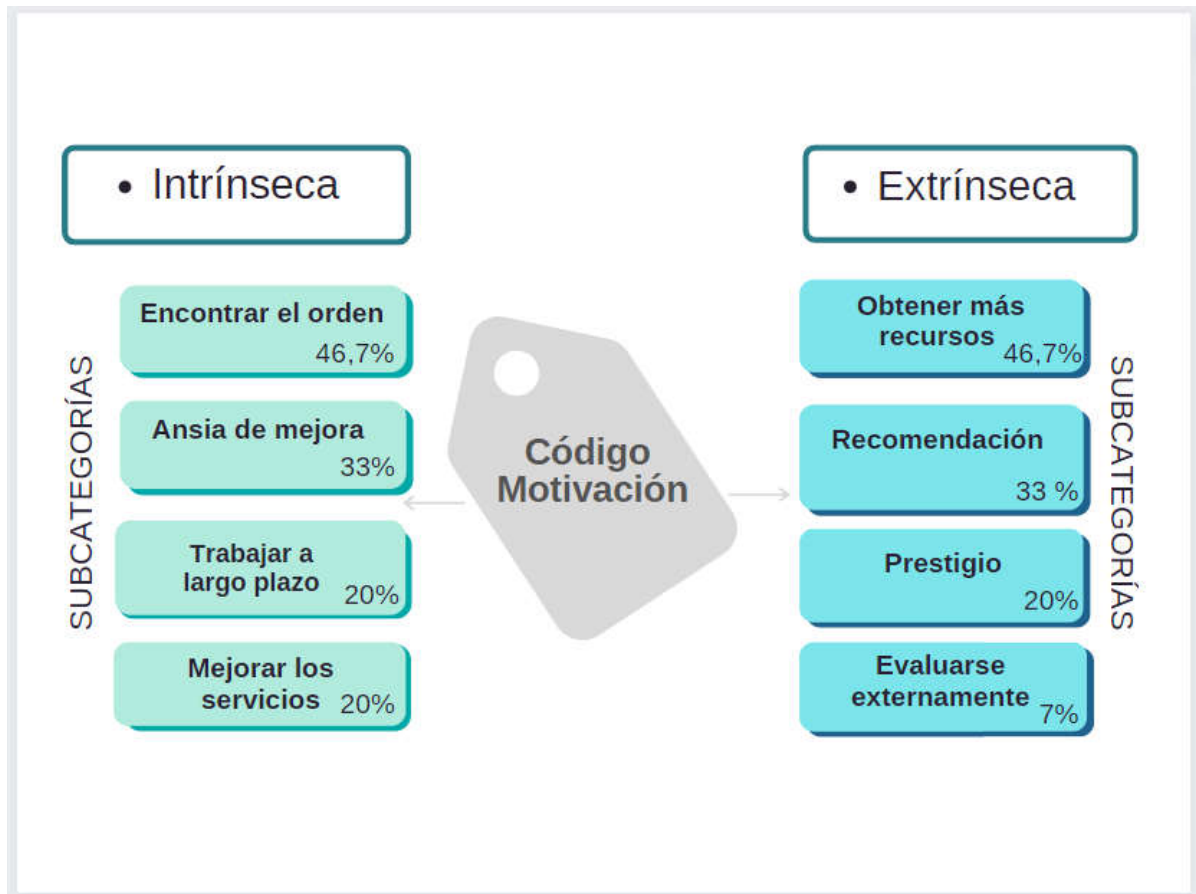 • Intrínseca
SUBCATEGORÍAS
Encontrar el orden
46,7%
Ansia de mejora
33%
Trabajar a
largo plazo 20%
Mejorar los
servicios 20%
Código
Motivación
• Extrínseca
Obtener más
recursos 46,7%
Recomendación
33 %
Prestigio
20%
Evaluarse
externamente 7%
SUBCATEGORÍAS